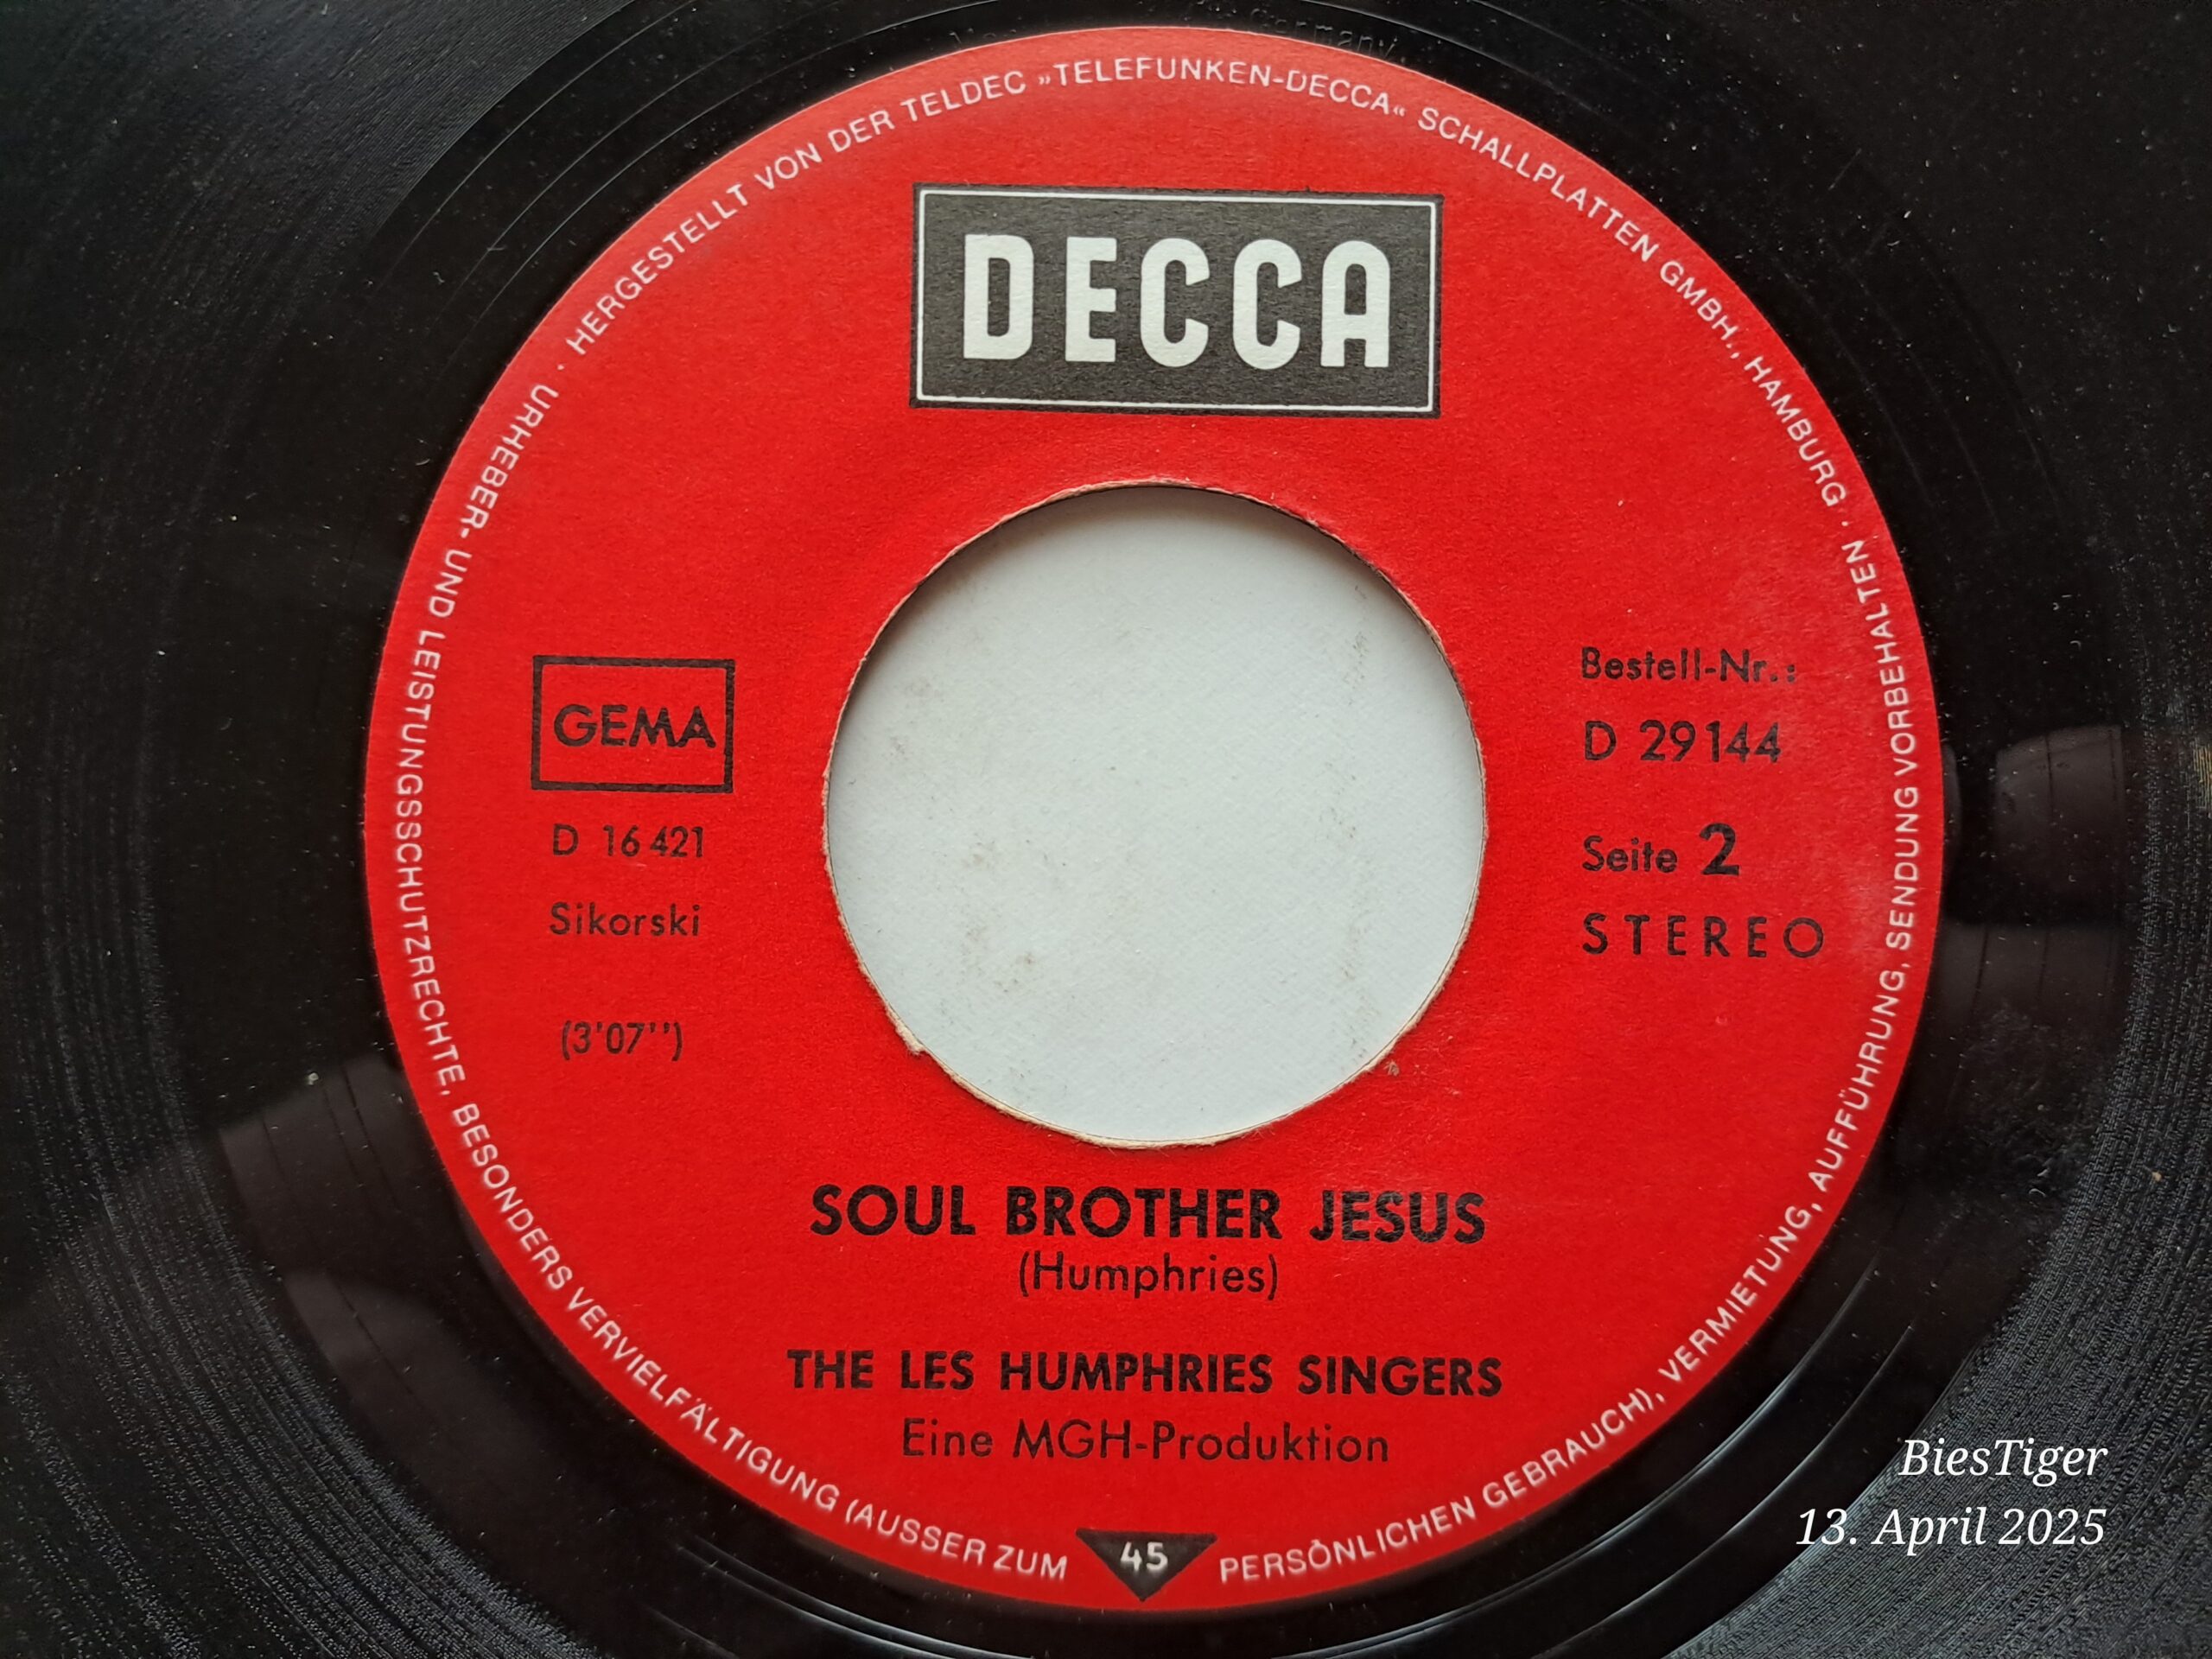 Germany
HERGESTELLT VON DER TELDEC »TELEFUNKEN-DECCA« SCHALLPLATTEN GMBH., HAMBURG · URHEBER- UND LEISTUNGSSCHUTZRECHTE, BESONDERS VERVIELFÄLTIGUNG (AUSSER ZUM PERSÖNLICHEN GEBRAUCH), VERMIETUNG, AUFFÜHRUNG, SENDUNG VORBEHALTEN ·
DECCA
GEMA
D 16 421
Sikorski
(3'07'')
Bestell-Nr.:
D 29144
Seite 2
STEREO
SOUL BROTHER JESUS
(Humphries)
THE LES HUMPHRIES SINGERS
Eine MGH-Produktion
45
BiesTiger
13. April 2025